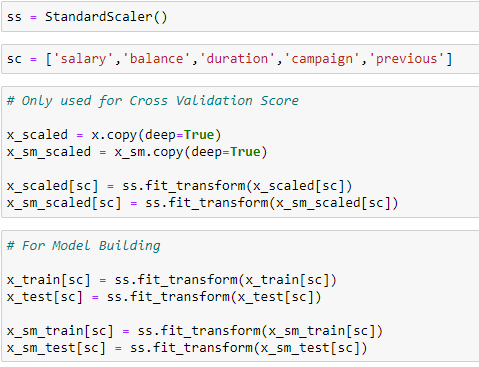 ss = StandardScaler()
sc = ['salary','balance','duration','campaign','previous']
# Only used for Cross Validation Score
x_scaled = x.copy(deep=True)
x_sm_scaled = x_sm.copy(deep=True)
x_scaled[sc] = ss.fit_transform(x_scaled[sc])
x_sm_scaled[sc] = ss.fit_transform(x_sm_scaled[sc])
# For Model Building
x_train[sc] = ss.fit_transform(x_train[sc])
x_test[sc] = ss.fit_transform(x_test[sc])
x_sm_train[sc] = ss.fit_transform(x_sm_train[sc])
x_sm_test[sc] = ss.fit_transform(x_sm_test[sc])